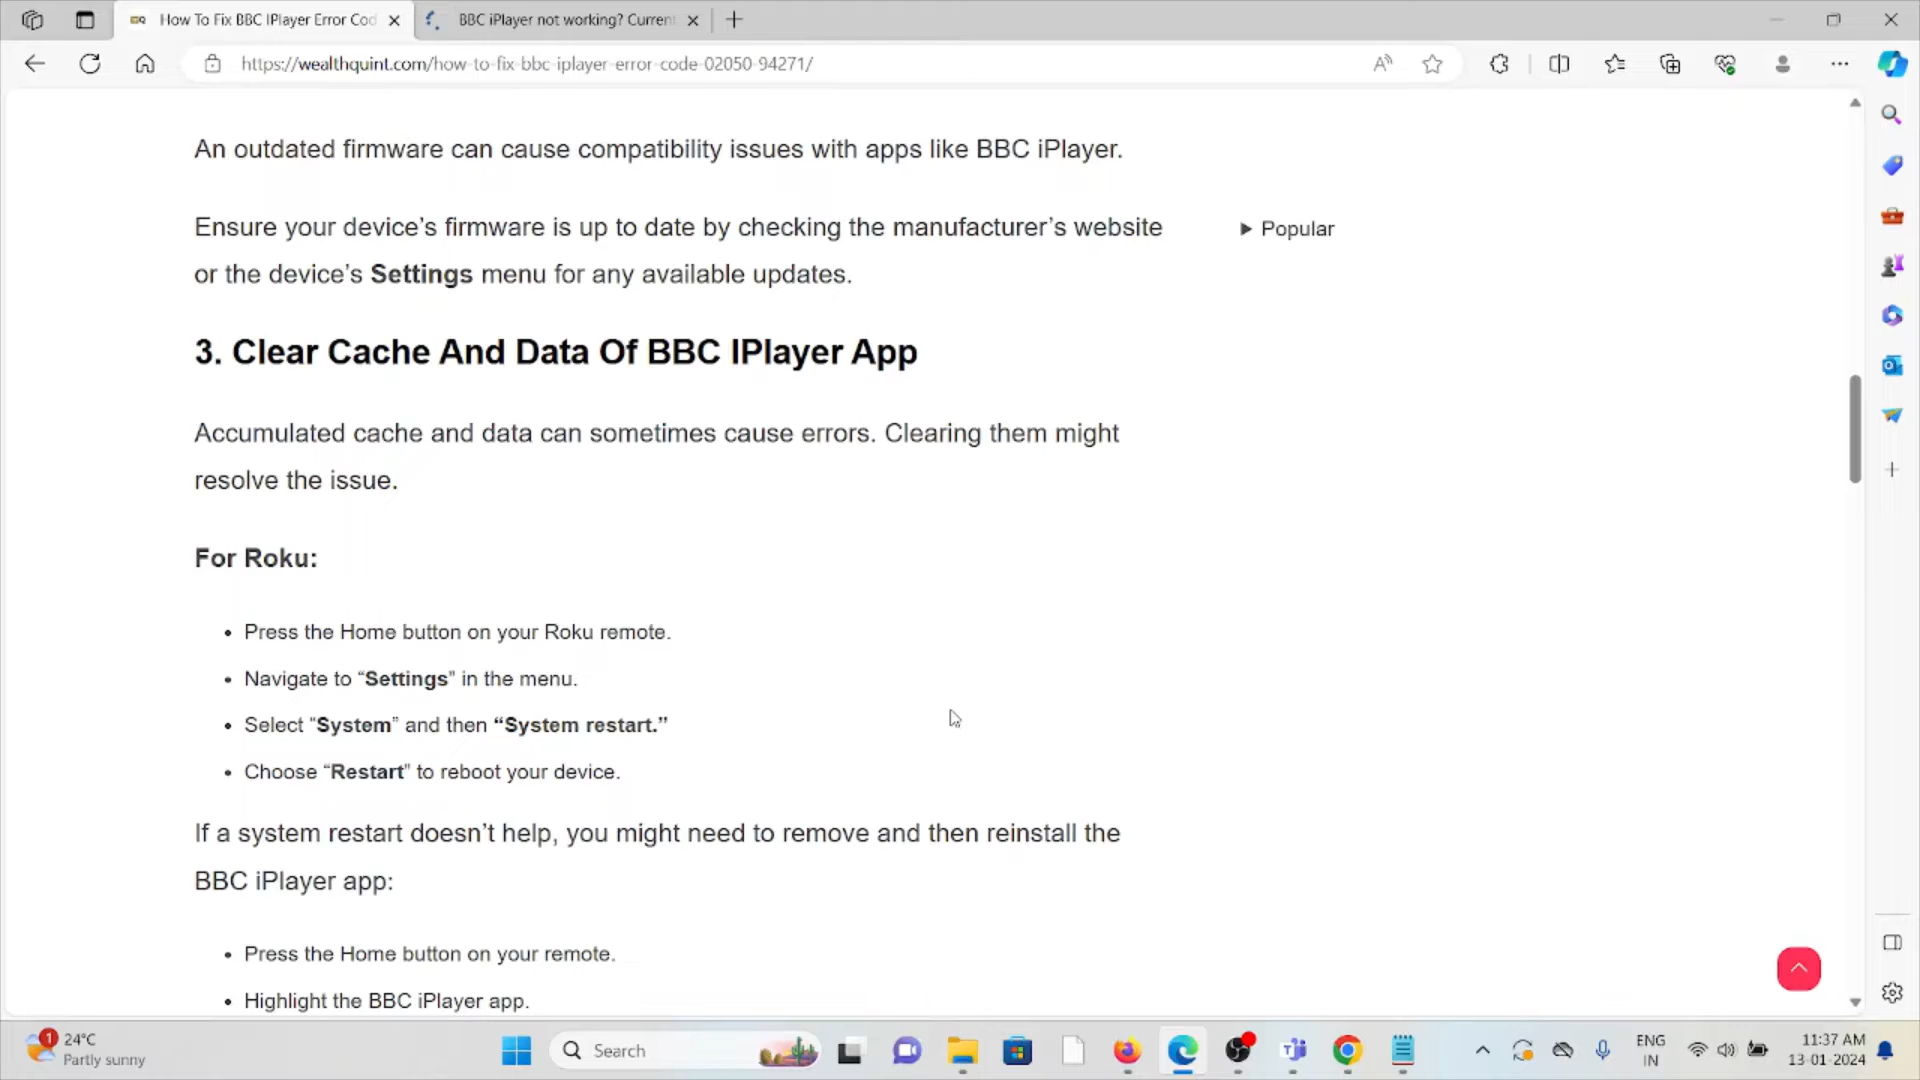 How To Fix BBC IPlayer Error Cod
BBC iPlayer not working? Curren
https://wealthquint.com/how-to-fix-bbc-iplayer-error-code-02050-94271/
An outdated firmware can cause compatibility issues with apps like BBC iPlayer.
Ensure your device’s firmware is up to date by checking the manufacturer’s website
or the device’s Settings menu for any available updates.
Popular
3. Clear Cache And Data Of BBC IPlayer App
Accumulated cache and data can sometimes cause errors. Clearing them might
resolve the issue.
For Roku:
• Press the Home button on your Roku remote.
• Navigate to “Settings” in the menu.
• Select “System” and then “System restart.”
• Choose “Restart” to reboot your device.
If a system restart doesn’t help, you might need to remove and then reinstall the
BBC iPlayer app:
• Press the Home button on your remote.
• Highlight the BBC iPlayer app.
1
24°C
Partly sunny
Search
ENG
IN
11:37 AM
13-01-2024